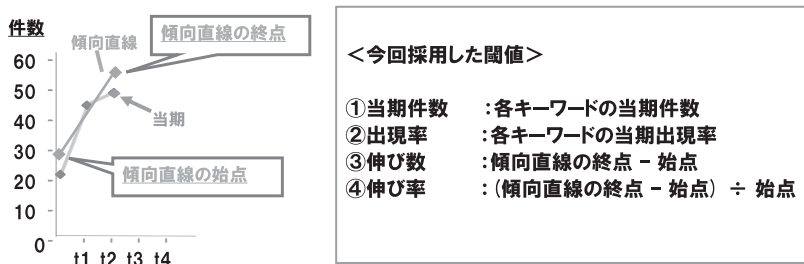 件数
傾向直線の終点
傾向直線
60
50
40
30
20
10
0
当期
傾向直線の始点
t1 t2 t3 t4
＜今回採用した閾値＞
①当期件数 :各キーワードの当期件数
②出現率 :各キーワードの当期出現率
③伸び数 :傾向直線の終点 − 始点
④伸び率 :(傾向直線の終点 − 始点) ÷ 始点